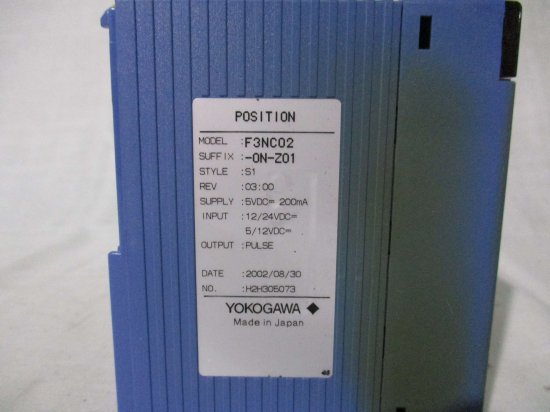 POSITION
MODEL :F3NC02
SUFFIX :-0N-Z01
STYLE :S1
REV :03:00
SUPPLY :5VDC⎓ 200mA
INPUT :12/24VDC⎓
5/12VDC⎓
OUTPUT :PULSE
DATE :2002/08/30
NO. :H2H305073
YOKOGAWA
Made in Japan